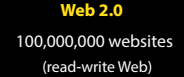 Web 2.0
100,000,000 websites
(read-write Web)